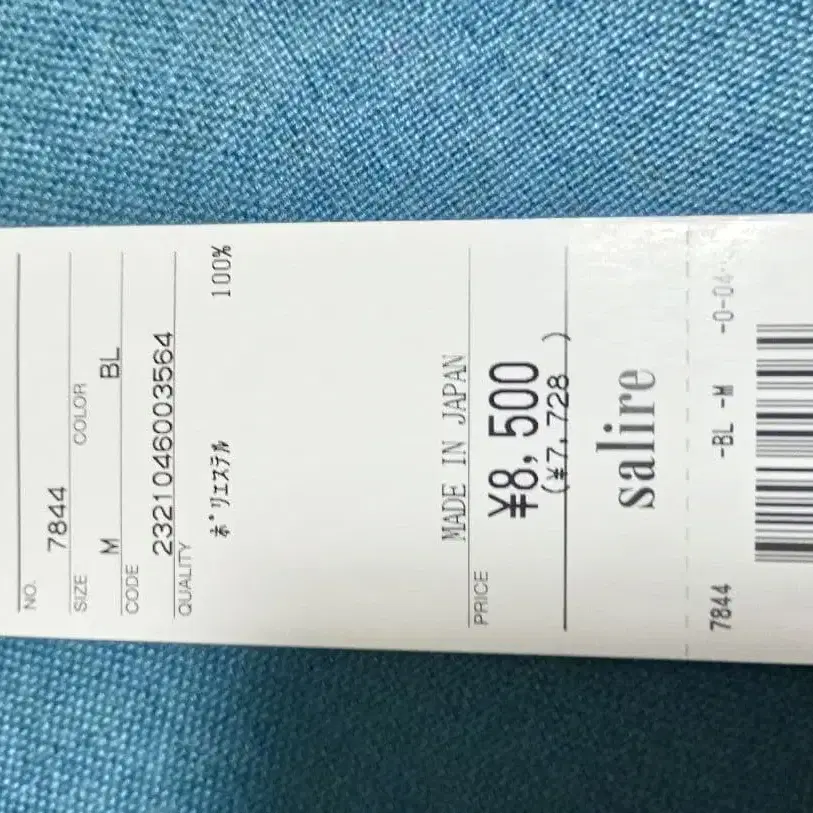 NO.
7844
SIZE COLOR
M BL
CODE
2321046003564
QUALITY
ﾎﾟﾘｴｽﾃﾙ 100%
MADE IN JAPAN
PRICE
¥8,500
(¥7,728 )
salire
7844 -BL -M -0-04